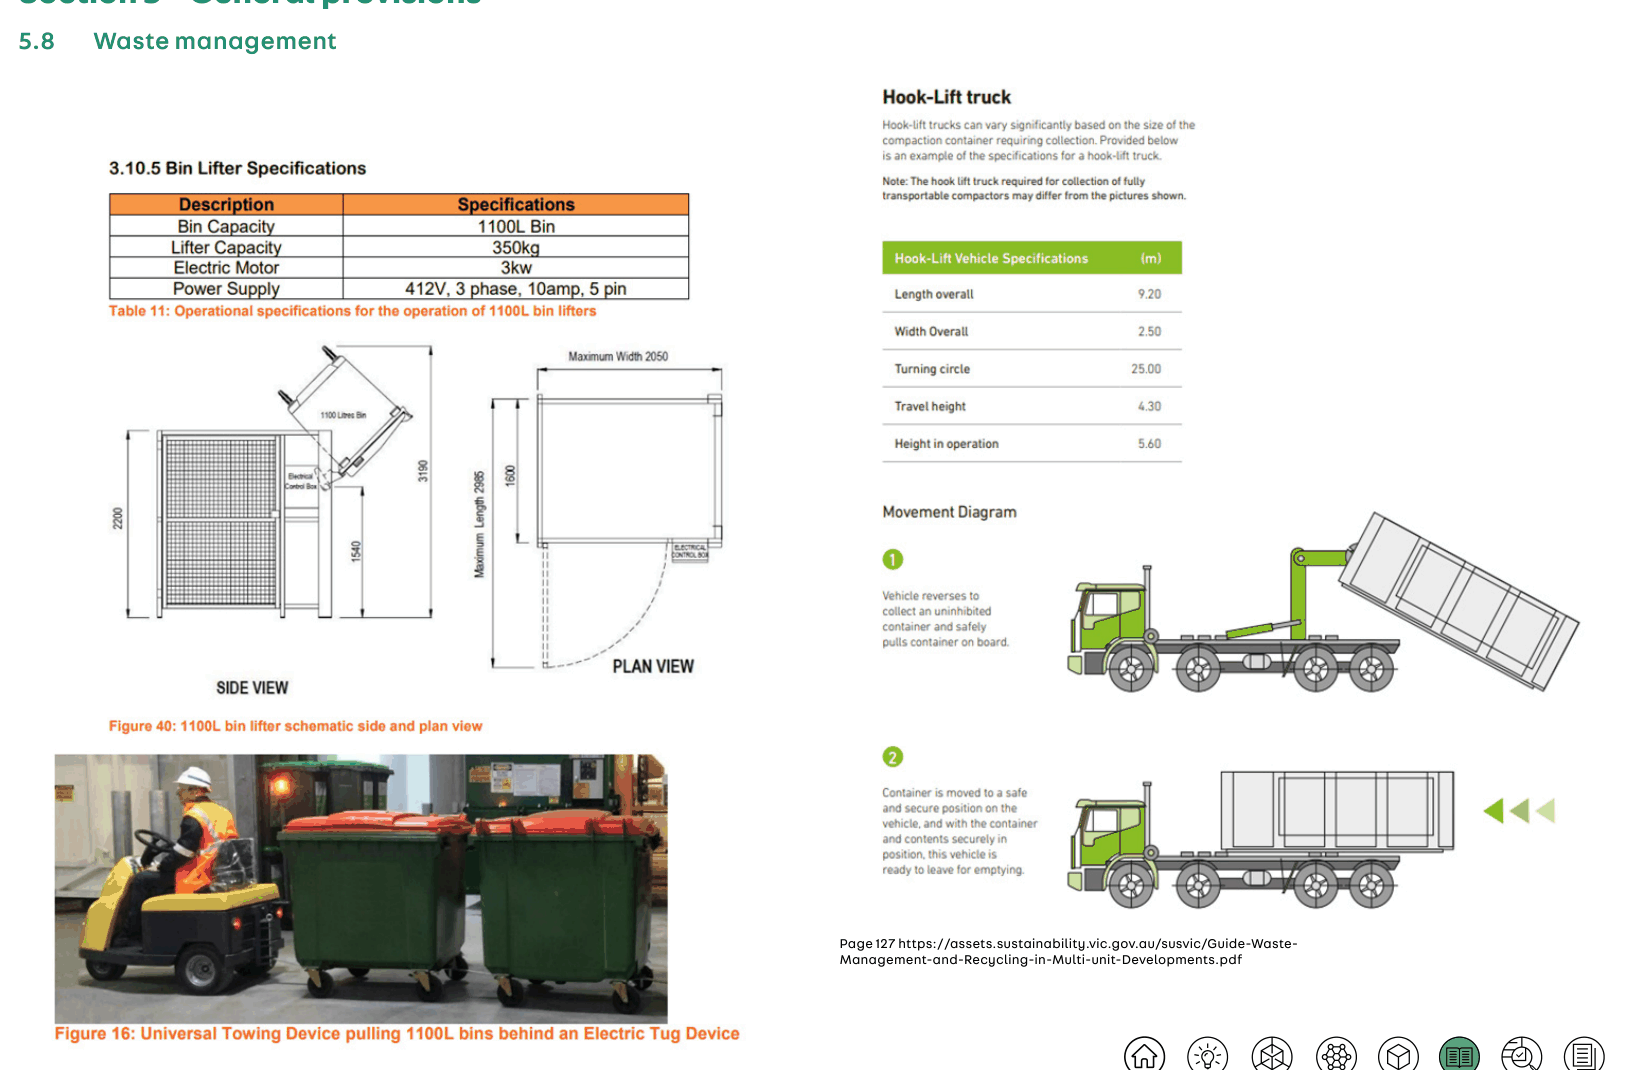 Section 5 - General provisions
5.8 Waste management
3.10.5 Bin Lifter Specifications
Description Specifications
Bin Capacity 1100L Bin
Lifter Capacity 350kg
Electric Motor 3kw
Power Supply 412V, 3 phase, 10amp, 5 pin
Table 11: Operational specifications for the operation of 1100L bin lifters
1100 Litres Bin
Electrical
Control Box
2200
1540
3190
SIDE VIEW
Maximum Width 2050
Maximum Length 2985
1600
ELECTRICAL
CONTROL BOX
PLAN VIEW
Figure 40: 1100L bin lifter schematic side and plan view
Figure 16: Universal Towing Device pulling 1100L bins behind an Electric Tug Device
Hook-Lift truck
Hook-lift trucks can vary significantly based on the size of the
compaction container requiring collection. Provided below
is an example of the specifications for a hook-lift truck.
Note: The hook lift truck required for collection of fully
transportable compactors may differ from the pictures shown.
Hook-Lift Vehicle Specifications (m)
Length overall 9.20
Width Overall 2.50
Turning circle 25.00
Travel height 4.30
Height in operation 5.60
Movement Diagram
1
Vehicle reverses to
collect an uninhibited
container and safely
pulls container on board.
2
Container is moved to a safe
and secure position on the
vehicle, and with the container
and contents securely in
position, this vehicle is
ready to leave for emptying.
Page 127 https://assets.sustainability.vic.gov.au/susvic/Guide-Waste-
Management-and-Recycling-in-Multi-unit-Developments.pdf